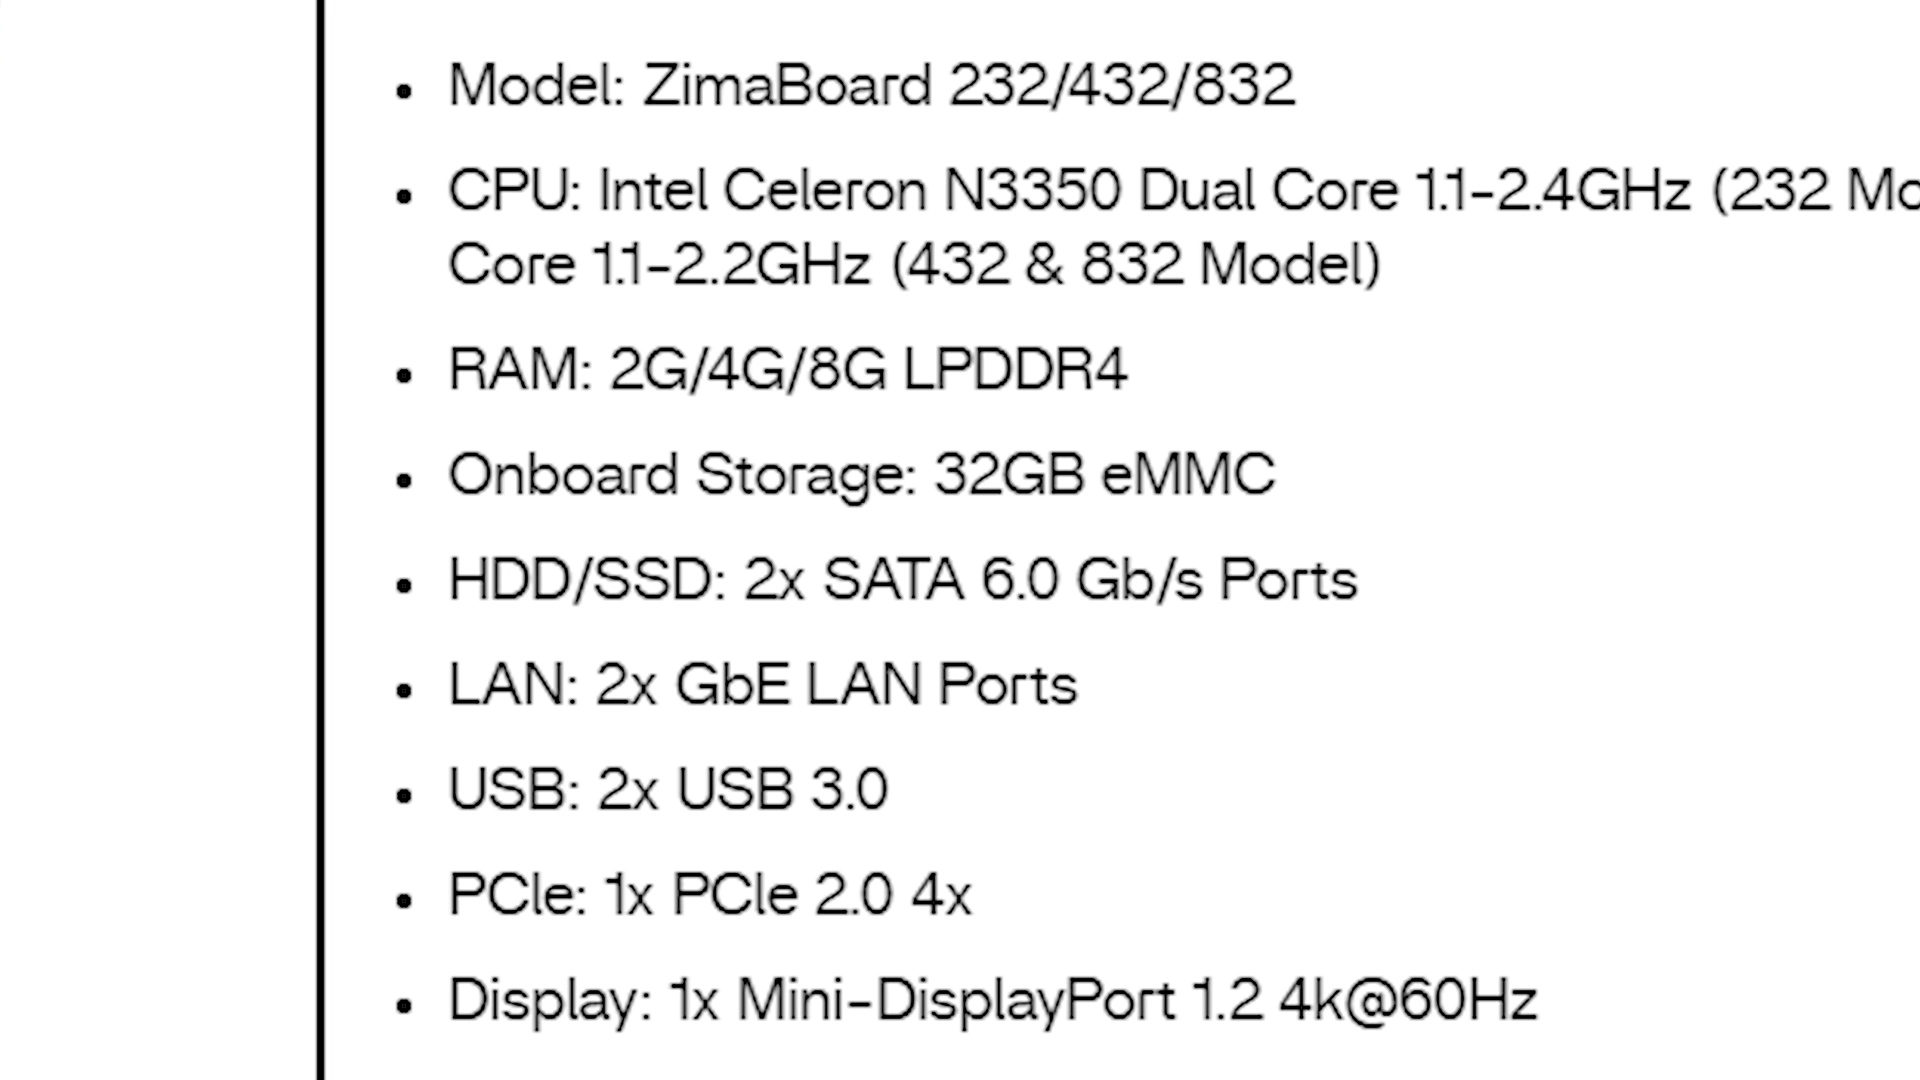 • Model: ZimaBoard 232/432/832
• CPU: Intel Celeron N3350 Dual Core 1.1-2.4GHz (232
Core 1.1-2.2GHz (432 & 832 Model)
• RAM: 2G/4G/8G LPDDR4
• Onboard Storage: 32GB eMMC
• HDD/SSD: 2x SATA 6.0 Gb/s Ports
• LAN: 2x GbE LAN Ports
• USB: 2x USB 3.0
• PCIe: 1x PCIe 2.0 4x
• Display: 1x Mini-DisplayPort 1.2 4k@60Hz